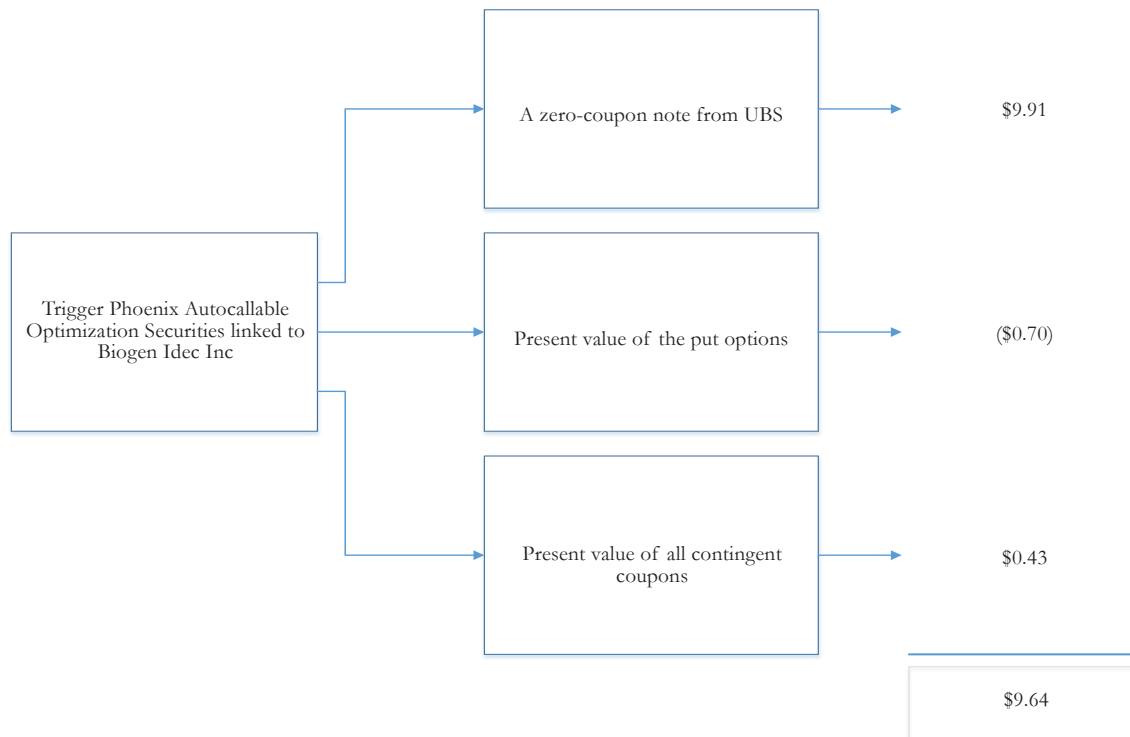 A zero-coupon note from UBS
$9.91
Trigger Phoenix Autocallable
Optimization Securities linked to
Biogen Idec Inc
Present value of the put options
($0.70)
Present value of all contingent
coupons
$0.43
$9.64